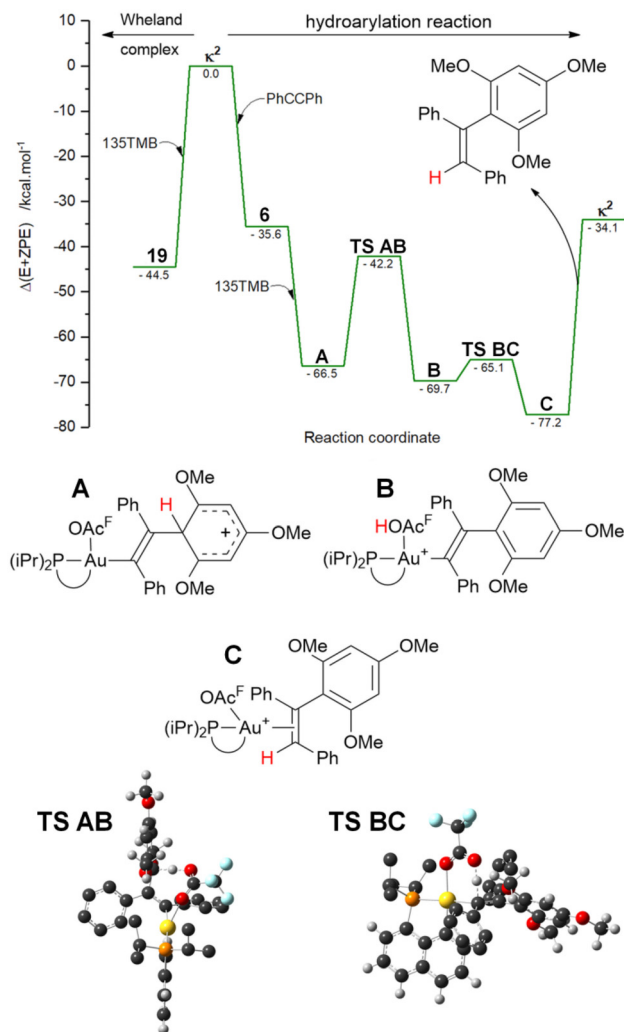 Wheland
complex
hydroarylation reaction
Δ(E+ZPE) /kcal.mol⁻¹
10
0
-10
-20
-30
-40
-50
-60
-70
-80
κ²
0.0
PhCCPh
135TMB
19
- 44.5
6
- 35.6
135TMB
A
- 66.5
TS AB
- 42.2
B
- 69.7
TS BC
- 65.1
C
- 77.2
κ²
- 34.1
MeO
OMe
Ph
OMe
H
Ph
Reaction coordinate
A
OMe
Ph
H
OAcF
OMe
+
(iPr)₂P
Au
Ph
OMe
B
OMe
Ph
HOAcF
OMe
(iPr)₂P
Au⁺
Ph
OMe
C
MeO
OMe
Ph
OAcF
(iPr)₂P
Au⁺
OMe
H
Ph
TS AB
TS BC